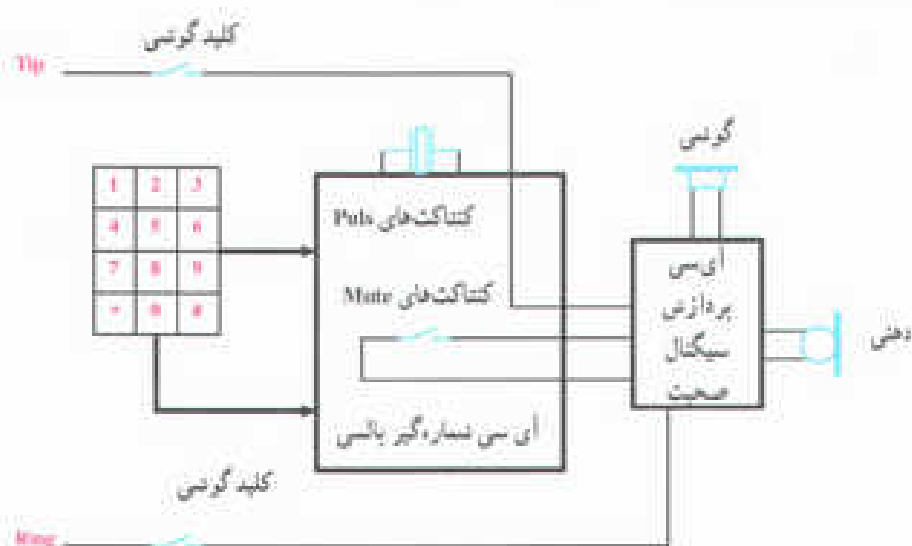 کلید گوشی
Tip
گوشی
1 2 3
4 5 6
7 8 9
* 0 #
کنتاکت‌های Puls
کنتاکت‌های Mute
آی سی شماره‌گیر پالسی
آی‌سی
پردازش
سیگنال
صحبت
دهنی
کلید گوشی
Ring